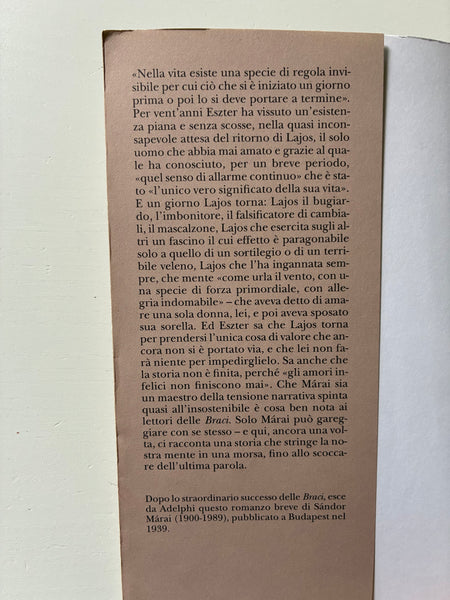 «Nella vita esiste una specie di regola invi-
sibile per cui ciò che si è iniziato un giorno
prima o poi lo si deve portare a termine».
Per vent'anni Eszter ha vissuto un'esisten-
za piana e senza scosse, nella quasi incon-
sapevole attesa del ritorno di Lajos, il solo
uomo che abbia mai amato e grazie al qua-
le ha conosciuto, per un breve periodo,
«quel senso di allarme continuo» che è sta-
to «l'unico vero significato della sua vita».
E un giorno Lajos torna: Lajos il bugiar-
do, l'imbonitore, il falsificatore di cambia-
li, il mascalzone, Lajos che esercita sugli al-
tri un fascino il cui effetto è paragonabile
solo a quello di un sortilegio o di un terri-
bile veleno, Lajos che l'ha ingannata sem-
pre, che mente «come urla il vento, con u-
na specie di forza primordiale, con alle-
gria indomabile» – che aveva detto di ama-
re una sola donna, lei, e poi aveva sposato
sua sorella. Ed Eszter sa che Lajos torna
per prendersi l'unica cosa di valore che an-
cora non si è portato via, e che lei non fa-
rà niente per impedirglielo. Sa anche che
la storia non è finita, perché «gli amori in-
felici non finiscono mai». Che Márai sia
un maestro della tensione narrativa spinta
quasi all'insostenibile è cosa ben nota ai
lettori delle Braci. Solo Márai può gareg-
giare con se stesso – e qui, ancora una vol-
ta, ci racconta una storia che stringe la no-
stra mente in una morsa, fino allo scocca-
re dell'ultima parola.
Dopo lo straordinario successo delle Braci, esce
da Adelphi questo romanzo breve di Sándor
Márai (1900-1989), pubblicato a Budapest nel
1939.